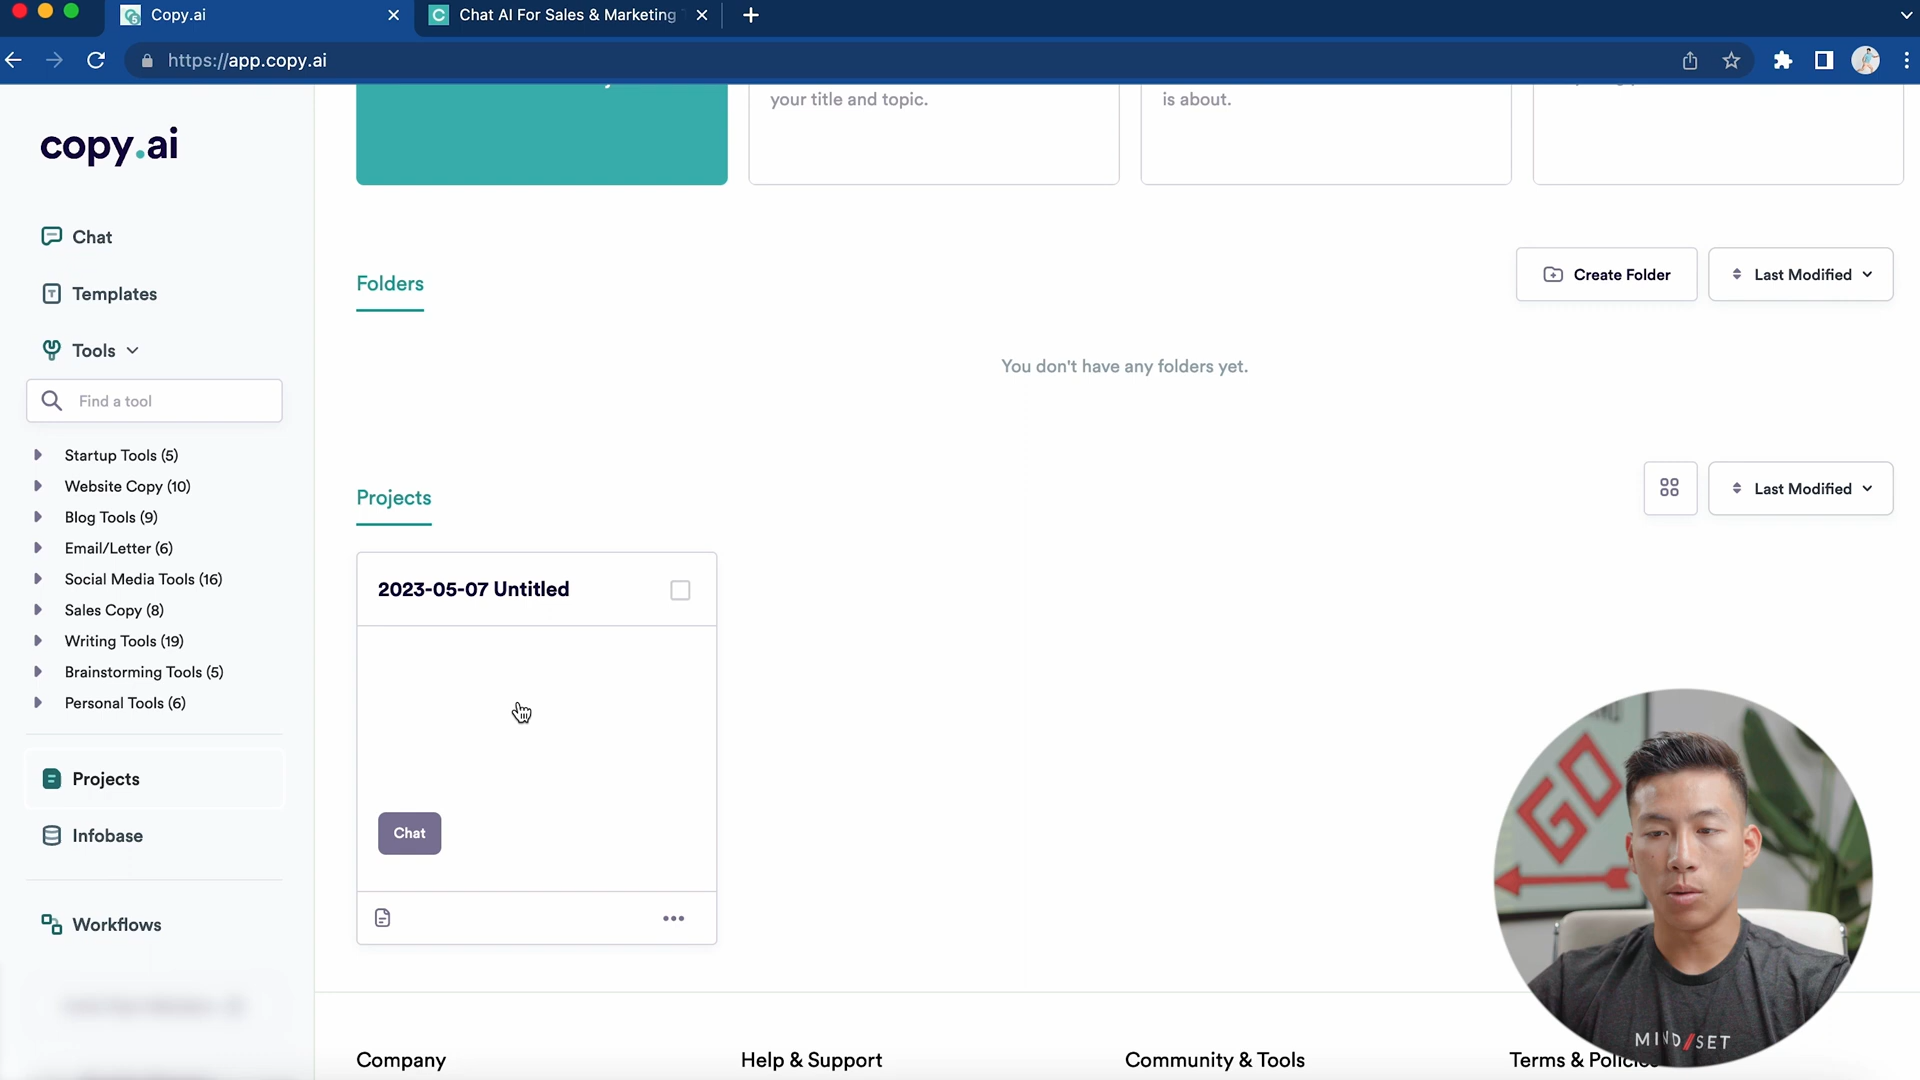 Copy.ai
Chat AI For Sales & Marketing
https://app.copy.ai
your title and topic.
is about.
copy.ai
Chat
Templates
Tools
Find a tool
Startup Tools (5)
Website Copy (10)
Blog Tools (9)
Email/Letter (6)
Social Media Tools (16)
Sales Copy (8)
Writing Tools (19)
Brainstorming Tools (5)
Personal Tools (6)
Projects
Infobase
Workflows
Folders
Create Folder
Last Modified
You don't have any folders yet.
Projects
Last Modified
2023-05-07 Untitled
Chat
Company
Help & Support
Community & Tools
Terms & Policies
GO
MIND//SET